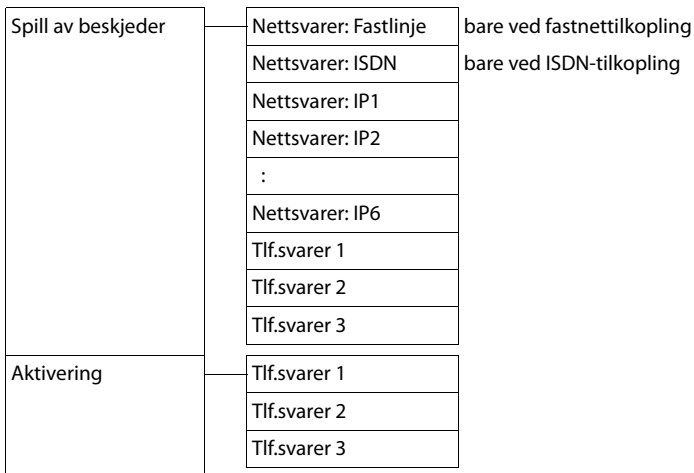 Spill av beskjeder Nettsvarer: Fastlinje bare ved fastnettilkopling
Nettsvarer: ISDN bare ved ISDN-tilkopling
Nettsvarer: IP1
Nettsvarer: IP2
:
Nettsvarer: IP6
Tlf.svarer 1
Tlf.svarer 2
Tlf.svarer 3
Aktivering Tlf.svarer 1
Tlf.svarer 2
Tlf.svarer 3